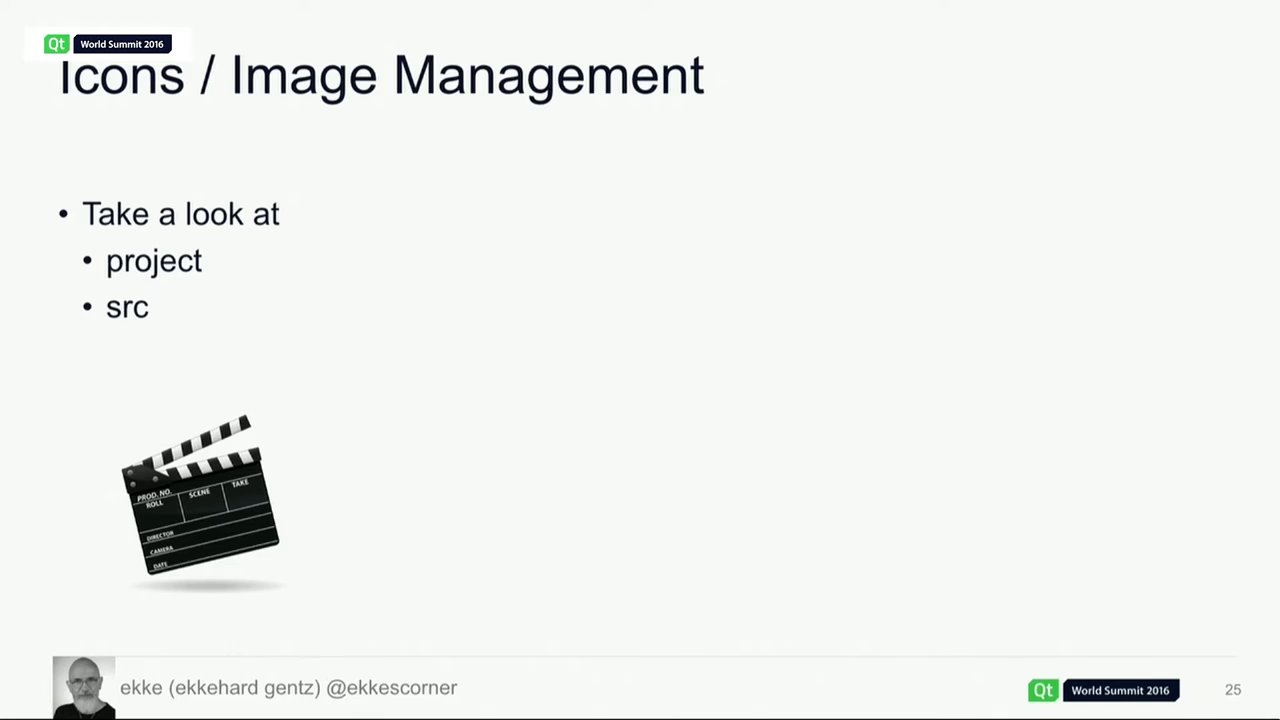 Qt World Summit 2016
Icons / Image Management
• Take a look at
• project
• src
PROD. NO.
ROLL SCENE TAKE
DIRECTOR
CAMERA
DATE
ekke (ekkehard gentz) @ekkescorner
Qt World Summit 2016
25